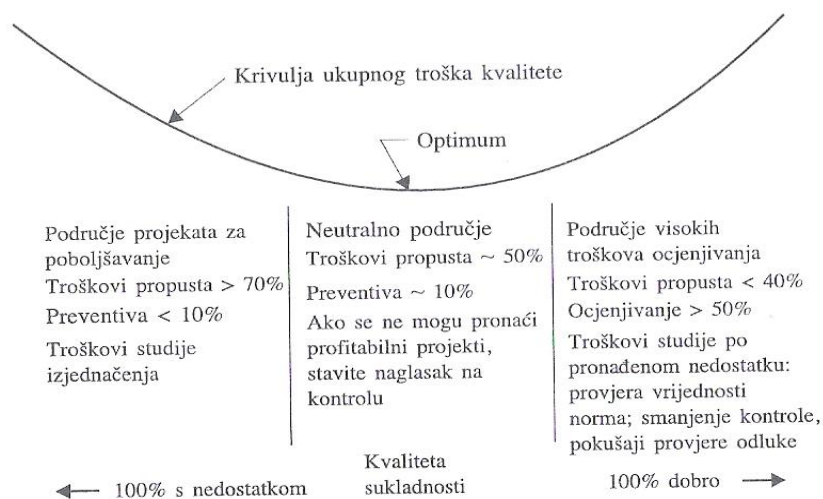 Krivulja ukupnog troška kvalitete
Optimum
Područje projekata za
poboljšavanje
Troškovi propusta > 70%
Preventiva < 10%
Troškovi studije
izjednačenja
Neutralno područje
Troškovi propusta ~ 50%
Preventiva ~ 10%
Ako se ne mogu pronaći
profitabilni projekti,
stavite naglasak na
kontrolu
Područje visokih
troškova ocjenjivanja
Troškovi propusta < 40%
Ocjenjivanje > 50%
Troškovi studije po
pronađenom nedostatku:
provjera vrijednosti
norma; smanjenje kontrole,
pokušaji provjere odluke
100% s nedostatkom
Kvaliteta
sukladnosti
100% dobro